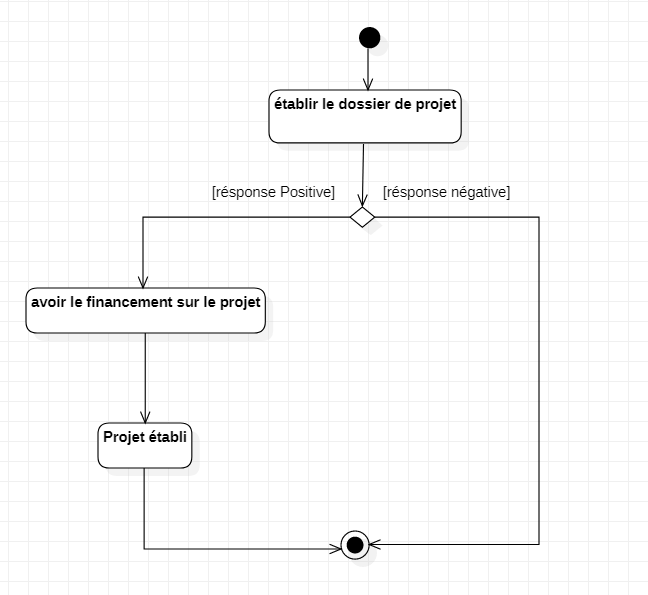 établir le dossier de projet
[résponse Positive]
[résponse négative]
avoir le financement sur le projet
Projet établi